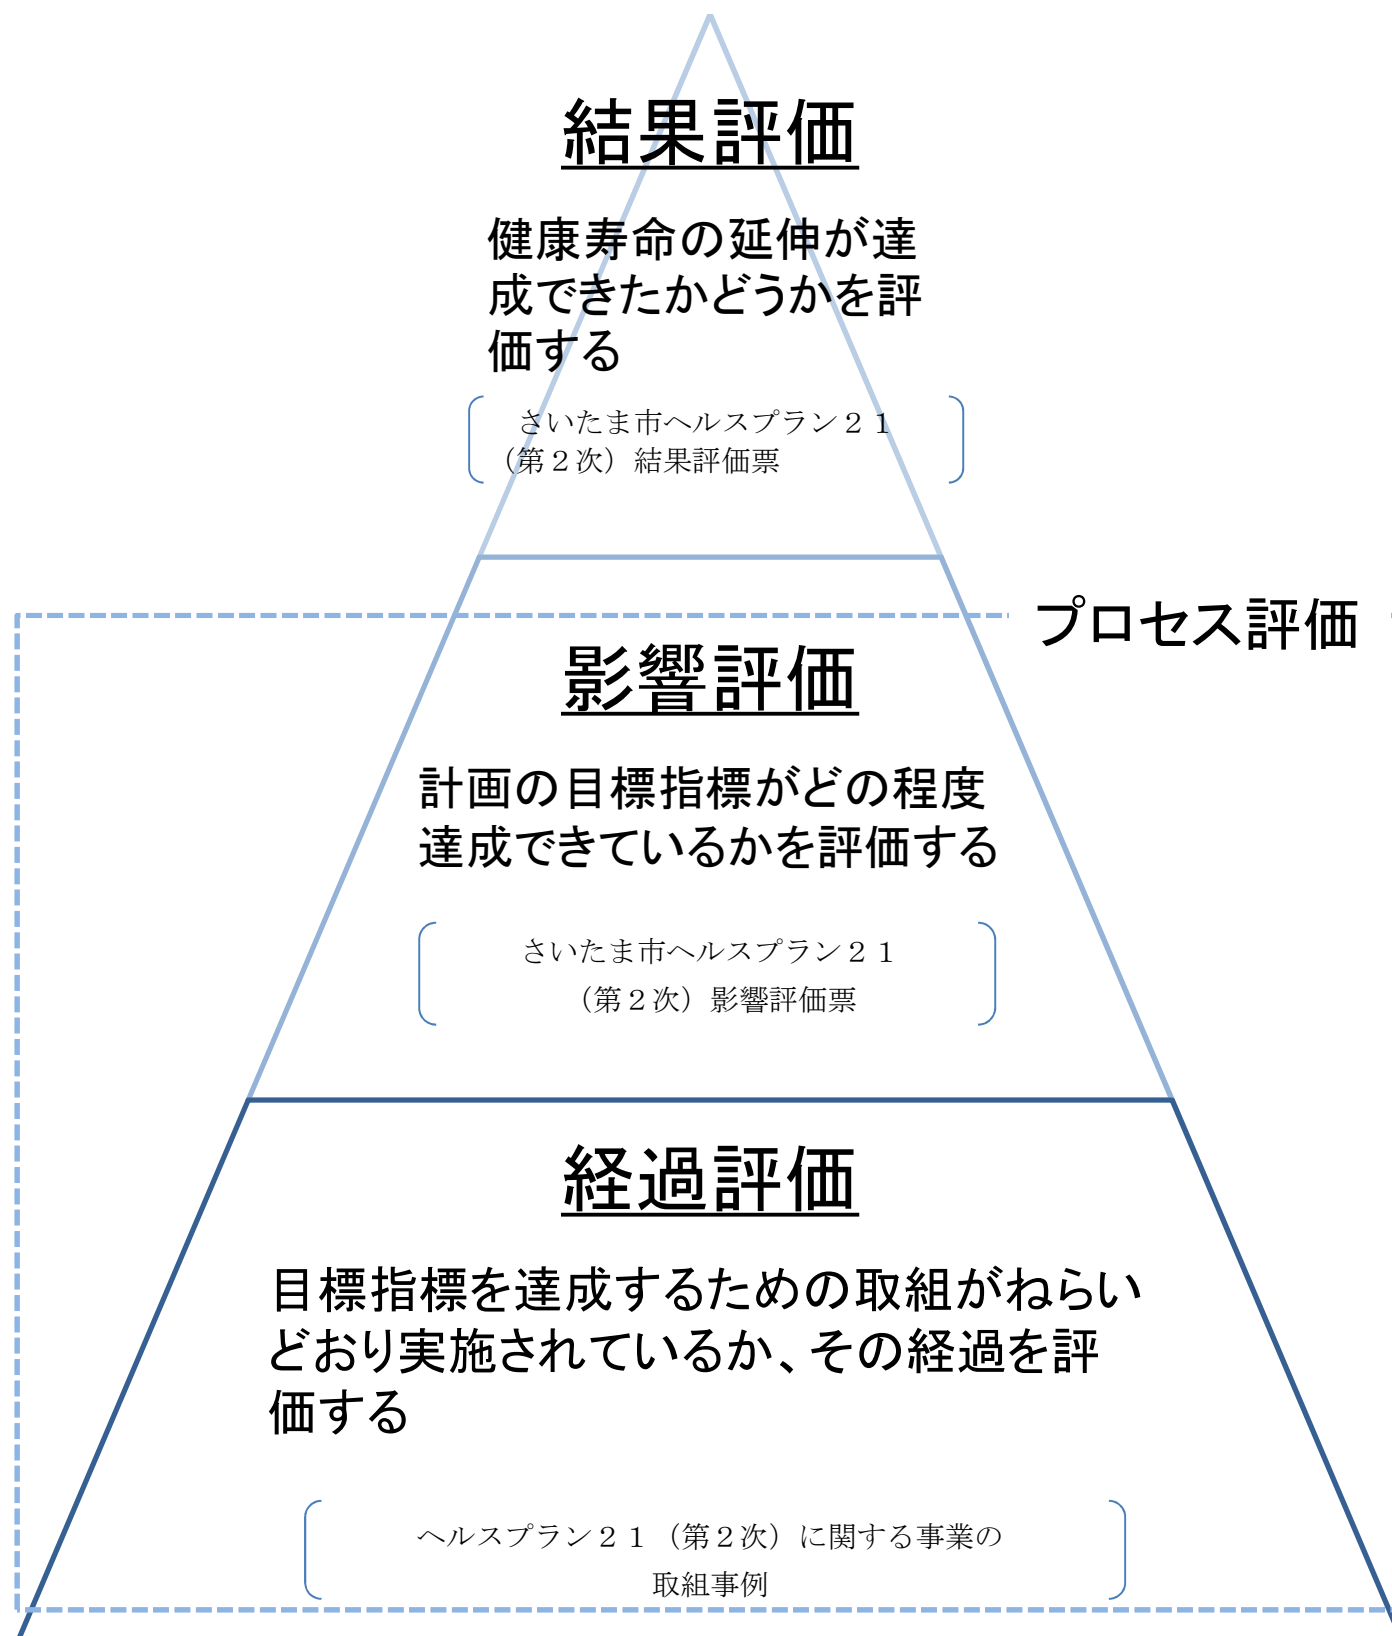 結果評価
健康寿命の延伸が達
成できたかどうかを評
価する
さいたま市ヘルスプラン２１
（第２次）結果評価票
プロセス評価
影響評価
計画の目標指標がどの程度
達成できているかを評価する
さいたま市ヘルスプラン２１
（第２次）影響評価票
経過評価
目標指標を達成するための取組がねらい
どおり実施されているか、その経過を評
価する
ヘルスプラン２１（第２次）に関する事業の
取組事例